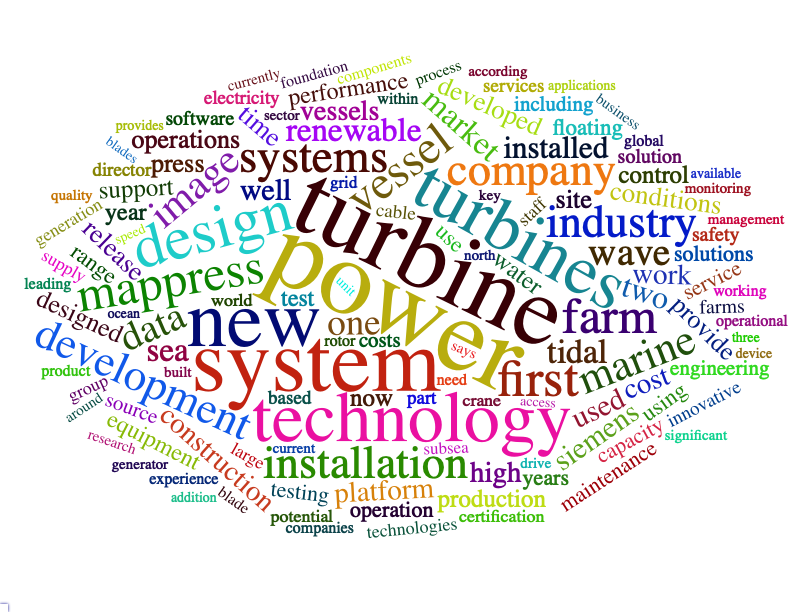 currently
foundation
components
process
according
electricity
performance
services
applications
developed
business
within
including
market
provides
software
time
sector
vessels
renewable
floating
global
blades
operations
installed
solution
director
press
image
systems
vessel
company
control
available
monitoring
quality
support
well
grid
turbines
key
site
conditions
generation
year
design
cable
staff
industry
management
speed
release
turbine
use
north
water
wave
solutions
safety
supply
range
mappress
power
unit
work
service
leading
designed
ocean
data
world
test
two
provide
working
farms
new
one
farm
operational
development
sea
rotor
costs
says
tidal
marine
three
device
product
built
system
need
first
cost
engineering
group
around
source
based
now
part
crane
access
used
using
innovative
equipment
construction
technology
siemens
capacity
significant
research
large
current
subsea
generator
installation
high
drive
years
maintenance
experience
addition
blade
testing
platform
production
potential
operation
certification
companies
technologies